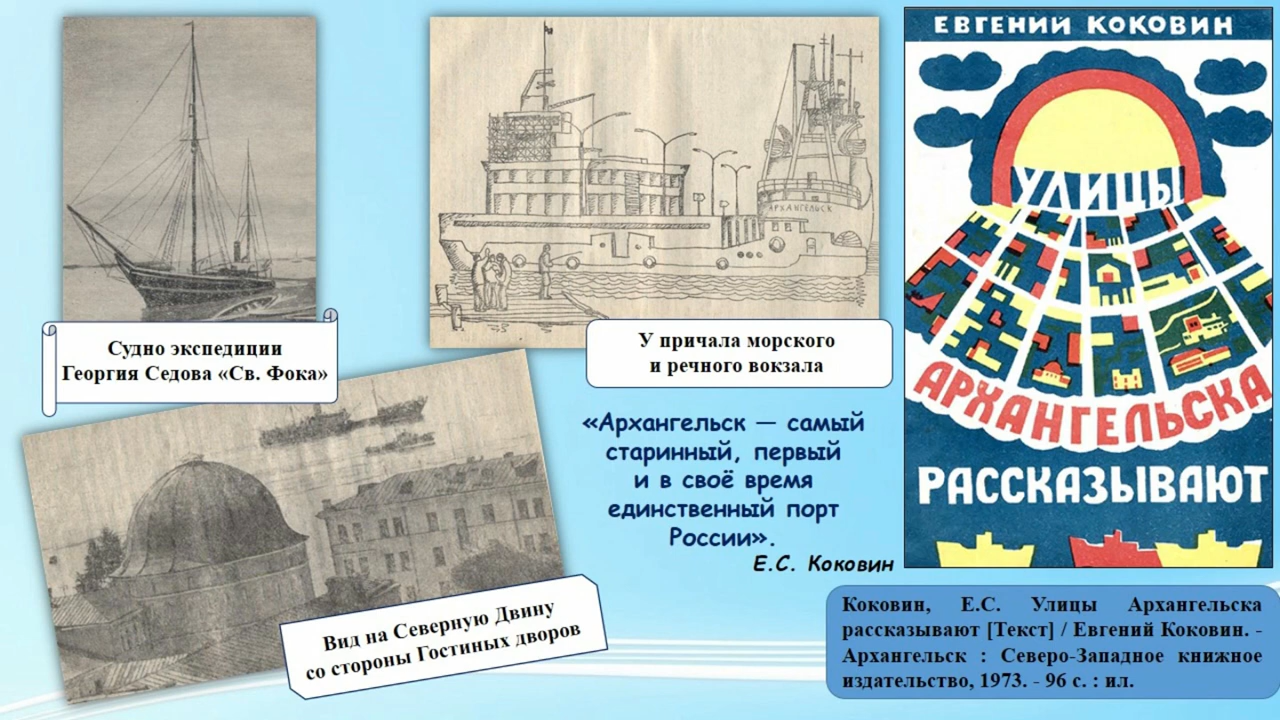 Судно экспедиции
Георгия Седова «Св. Фока»
АРХАНГЕЛЬСК
У причала морского
и речного вокзала
Вид на Северную Двину
со стороны Гостиных дворов
«Архангельск — самый
старинный, первый
и в своё время
единственный порт
России».
Е.С. Коковин
ЕВГЕНИЙ КОКОВИН
УЛИЦЫ
АРХАНГЕЛЬСКА
РАССКАЗЫВАЮТ
Коковин, Е.С. Улицы Архангельска
рассказывают [Текст] / Евгений Коковин. -
Архангельск : Северо-Западное книжное
издательство, 1973. - 96 с. : ил.